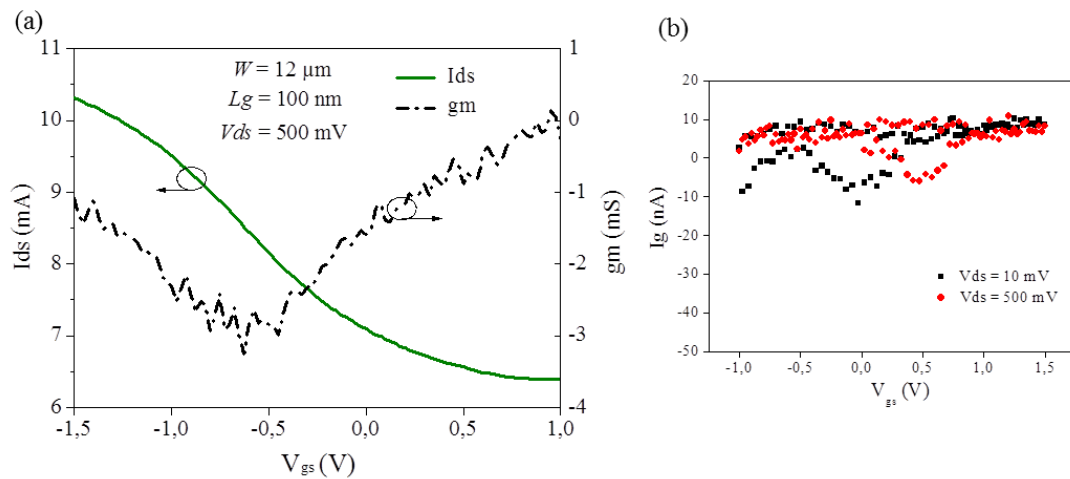 (a)
11
10
9
8
7
6
Ids (mA)
W = 12 µm
Lg = 100 nm
Vds = 500 mV
Ids
gm
1
0
-1
-2
-3
-4
gm (mS)
-1,5 -1,0 -0,5 0,0 0,5 1,0
Vgs (V)
(b)
20
10
0
-10
-20
-30
-40
-50
Ig (nA)
Vds = 10 mV
Vds = 500 mV
-1,0 -0,5 0,0 0,5 1,0 1,5
Vgs (V)